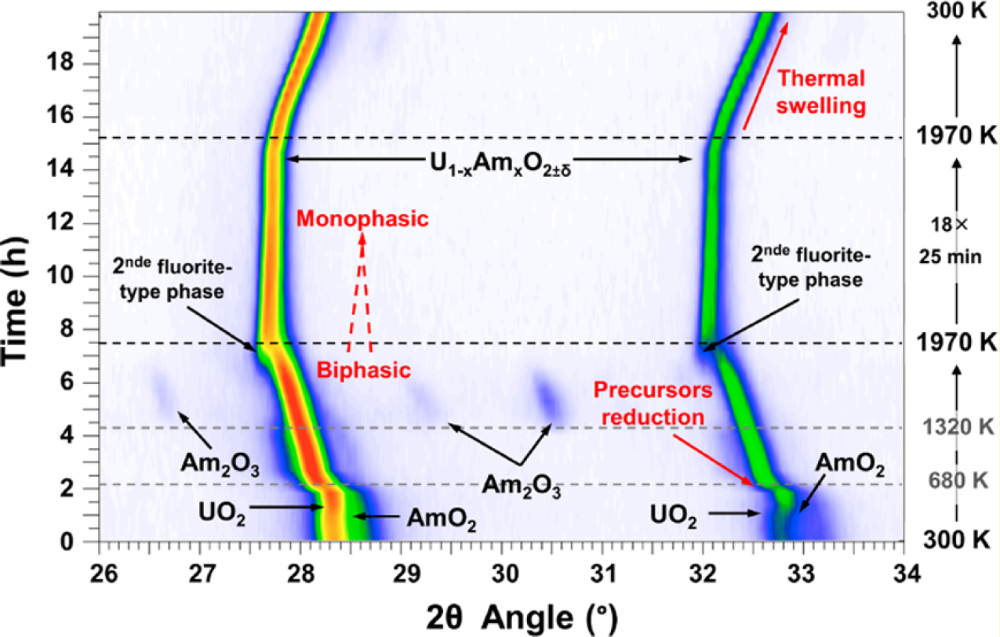 300 K
18
Thermal
swelling
16
1970 K
14
U₁₋ₓAmₓO₂±δ
12
Monophasic
18×
2ⁿᵈᵉ fluorite-
type phase
25 min
10
2ⁿᵈᵉ fluorite-
type phase
8
1970 K
Biphasic
6
Precursors
reduction
4
1320 K
Am₂O₃
Am₂O₃
AmO₂
680 K
2
UO₂
AmO₂
UO₂
0
300 K
Time (h)
26 27 28 29 30 31 32 33 34
2θ Angle (°)